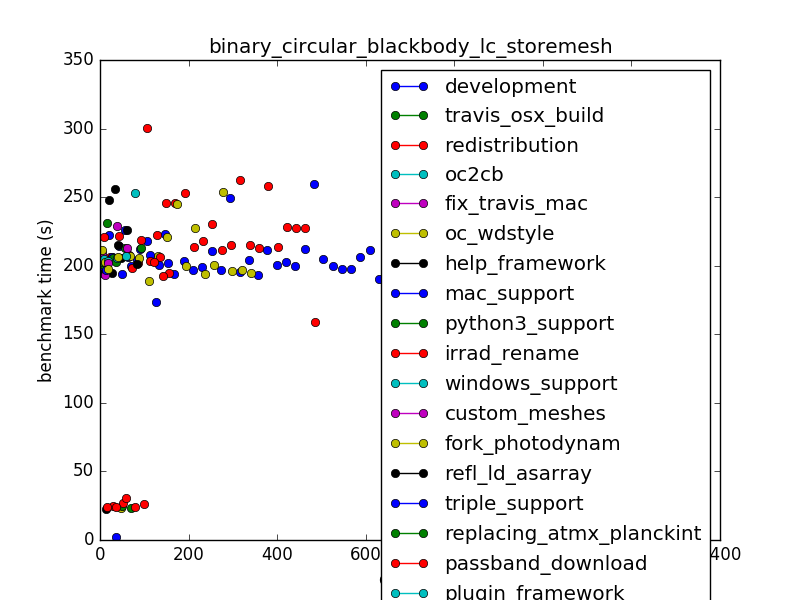 binary_circular_blackbody_lc_storemesh
350
300
250
200
150
100
50
0
benchmark time (s)
0
200
400
600
400
development
travis_osx_build
redistribution
oc2cb
fix_travis_mac
oc_wdstyle
help_framework
mac_support
python3_support
irrad_rename
windows_support
custom_meshes
fork_photodynam
refl_ld_asarray
triple_support
replacing_atmx_planckint
passband_download
plugin_framework